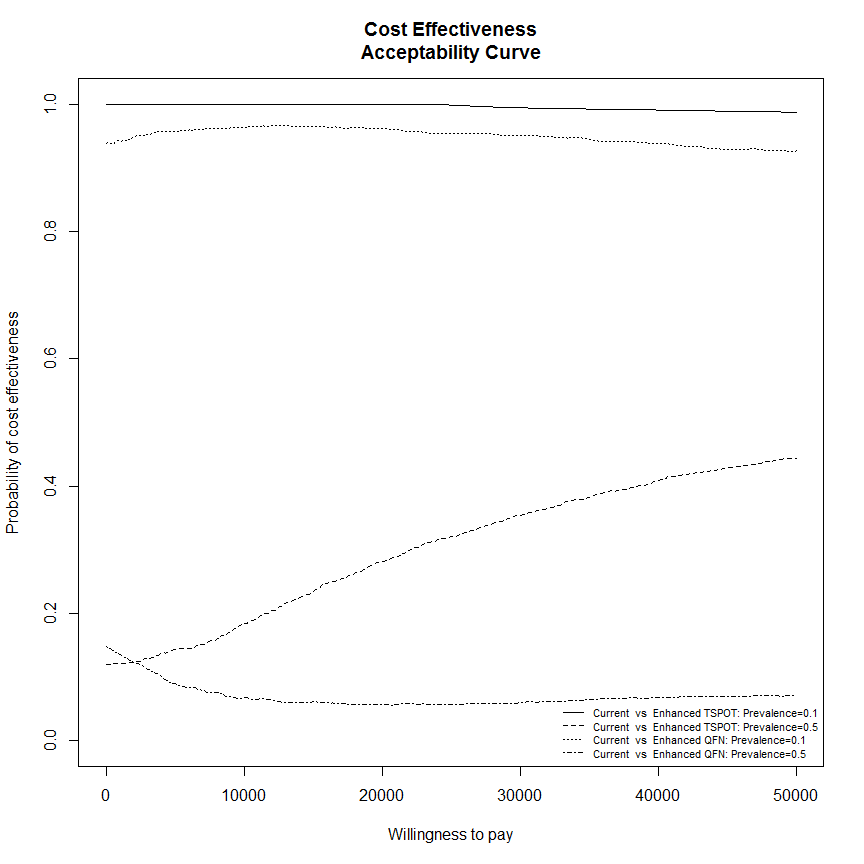 Cost Effectiveness
Acceptability Curve
Probability of cost effectiveness
1.0
0.8
0.6
0.4
0.2
0.0
Current vs Enhanced TSPOT: Prevalence=0.1
Current vs Enhanced TSPOT: Prevalence=0.5
Current vs Enhanced QFN: Prevalence=0.1
Current vs Enhanced QFN: Prevalence=0.5
0 10000 20000 30000 40000 50000
Willingness to pay